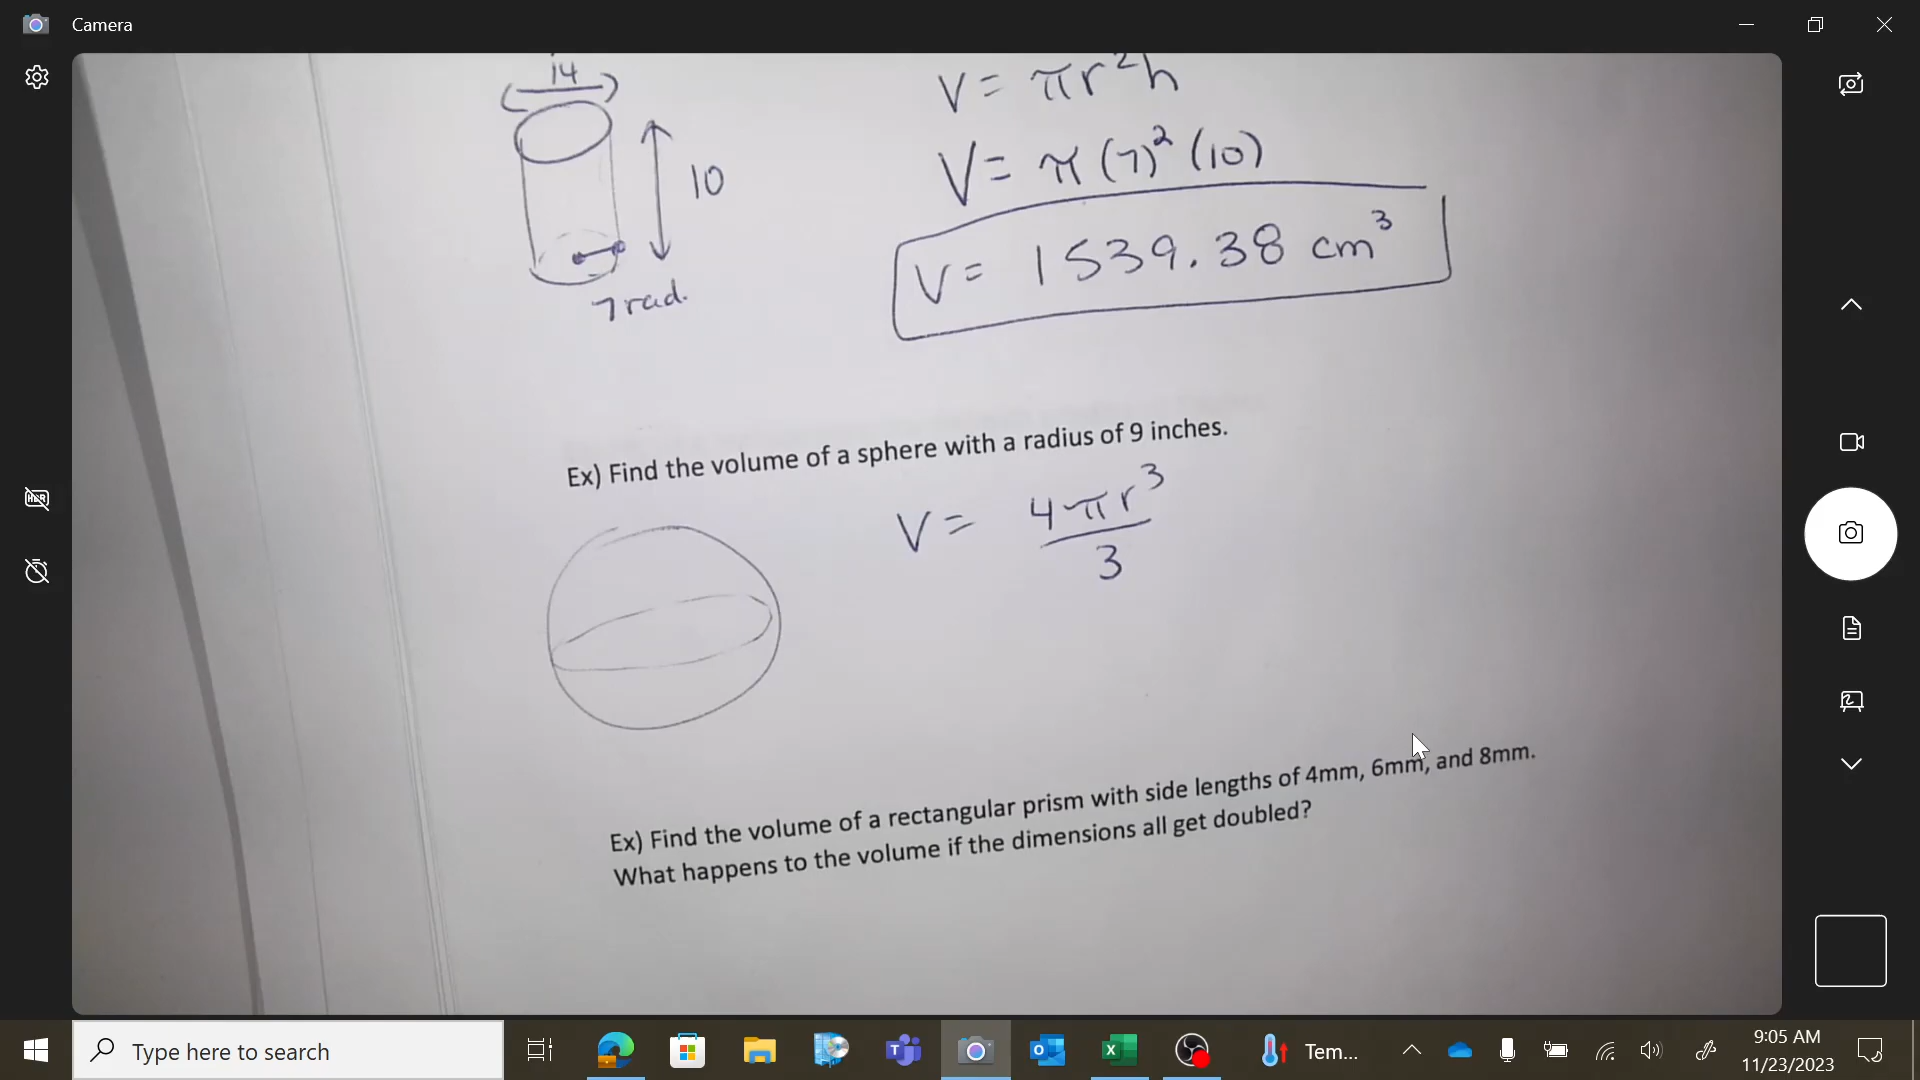 Camera
14
10
7 rad.
V = πr²h
V = π (7)² (10)
V = 1539.38 cm³
Ex) Find the volume of a sphere with a radius of 9 inches.
V = 4πr³
3
Ex) Find the volume of a rectangular prism with side lengths of 4mm, 6mm, and 8mm.
What happens to the volume if the dimensions all get doubled?
Type here to search
Tem...
9:05 AM
11/23/2023